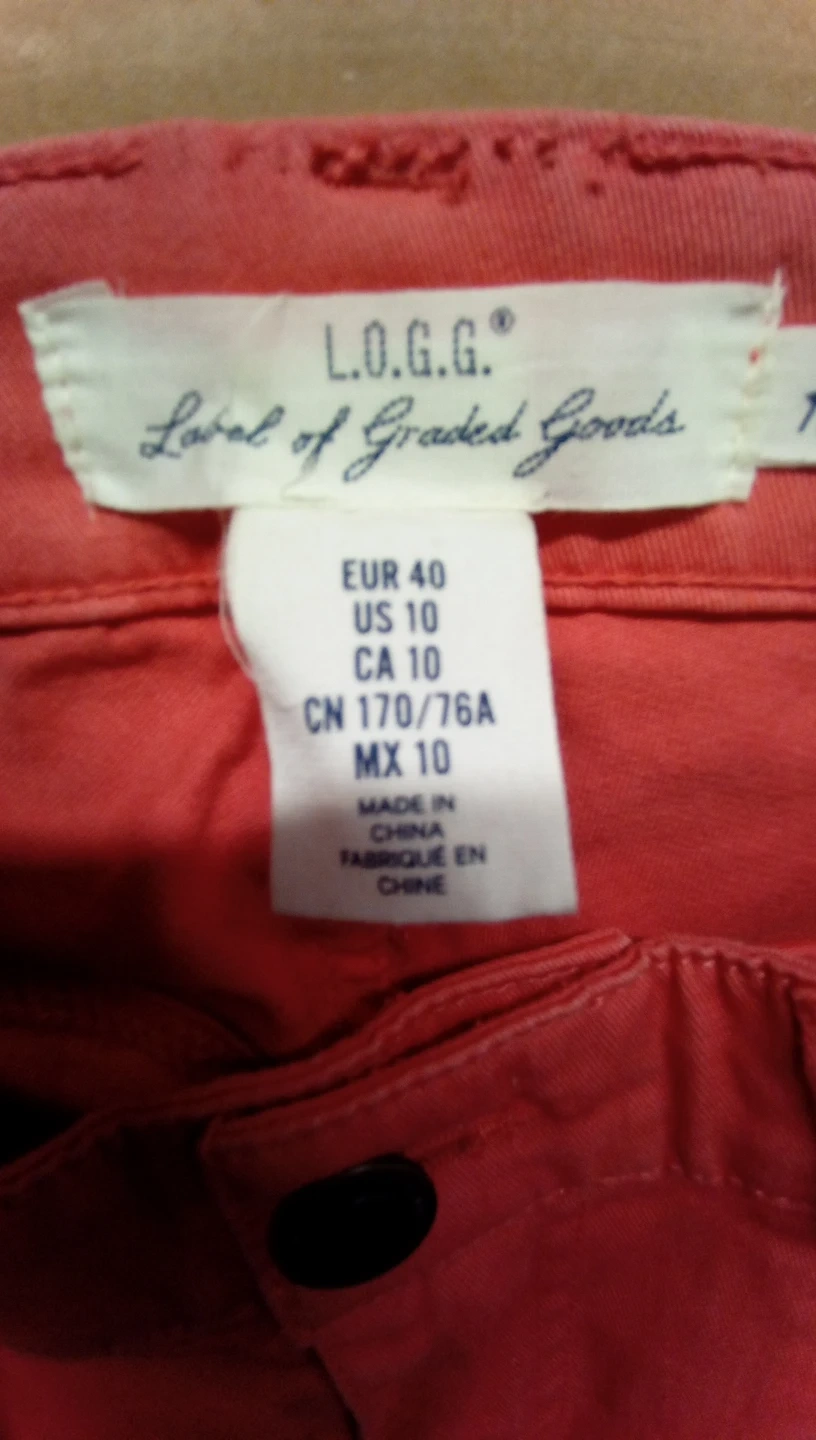 L.O.G.G.®
Label of Graded Goods
EUR 40
US 10
CA 10
CN 170/76A
MX 10
MADE IN
CHINA
FABRIQUÉ EN
CHINE